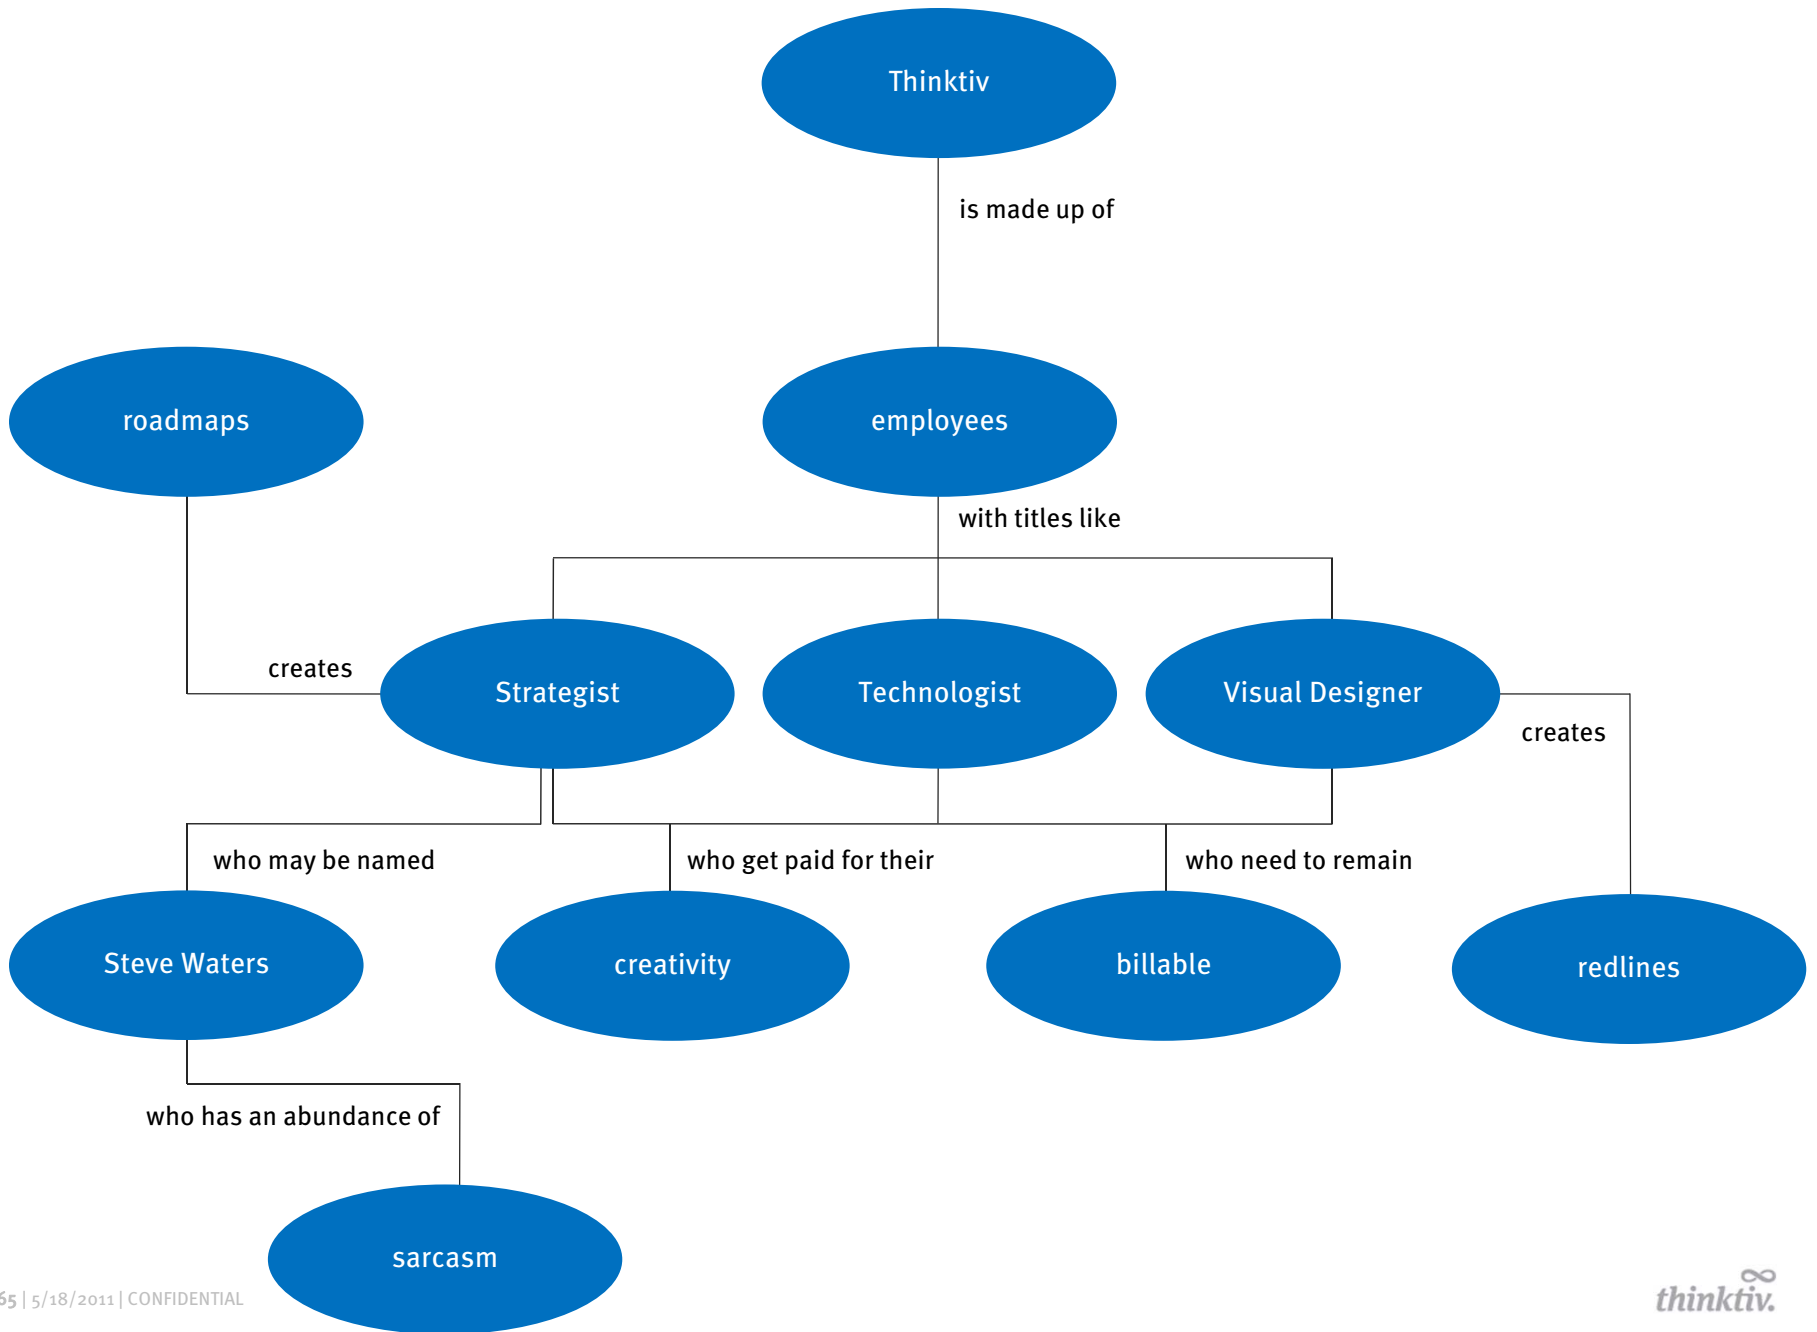 Thinktiv
is made up of
roadmaps
employees
with titles like
creates
Strategist
Technologist
Visual Designer
creates
who may be named
who get paid for their
who need to remain
Steve Waters
creativity
billable
redlines
who has an abundance of
sarcasm
65 | 5/18/2011 | CONFIDENTIAL
thinktiv.